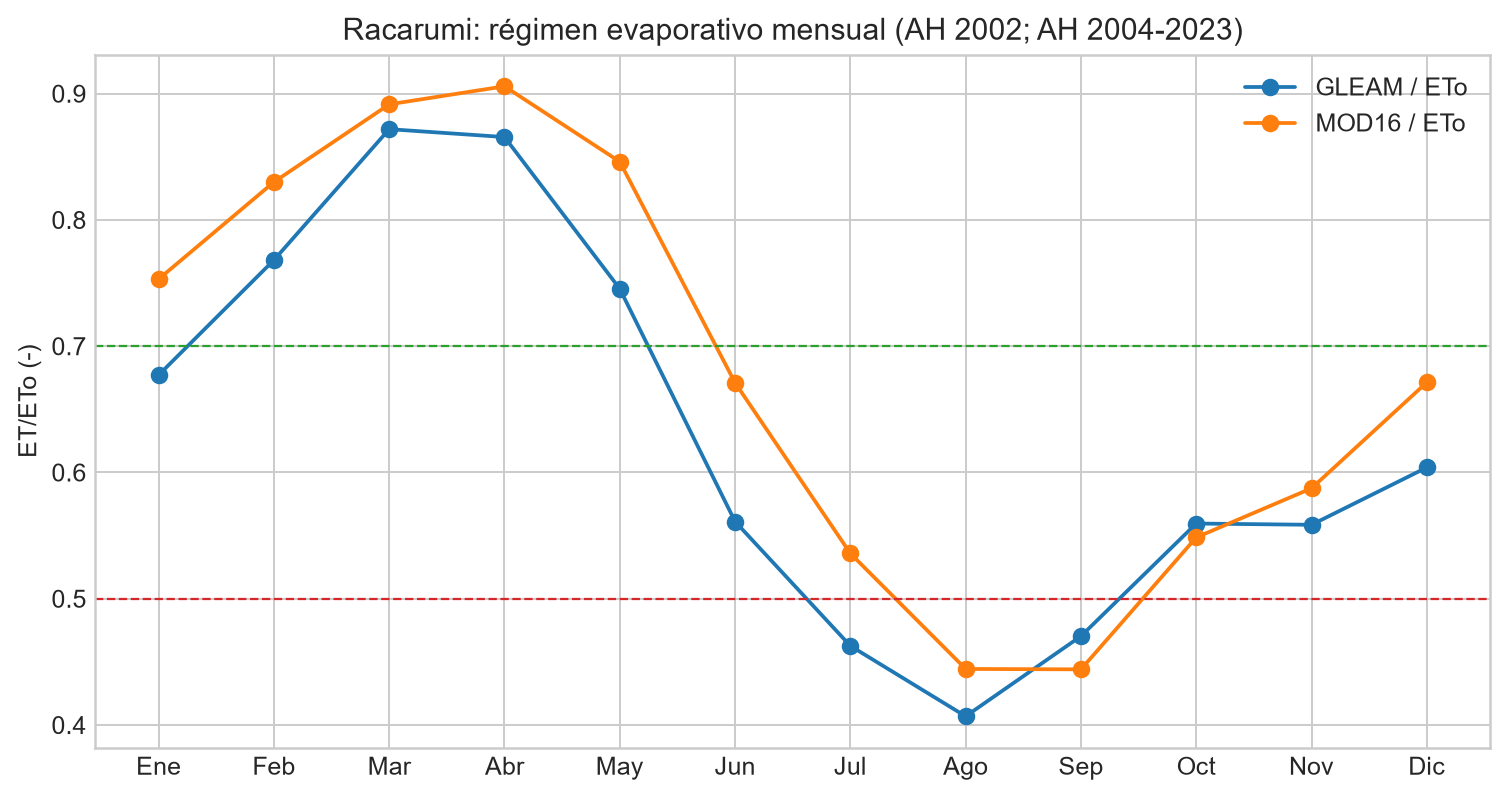 Racarumi: régimen evaporativo mensual (AH 2002; AH 2004-2023)
GLEAM / ETo
MOD16 / ETo
ET/ETo (-)
0.9
0.8
0.7
0.6
0.5
0.4
Ene Feb Mar Abr May Jun Jul Ago Sep Oct Nov Dic